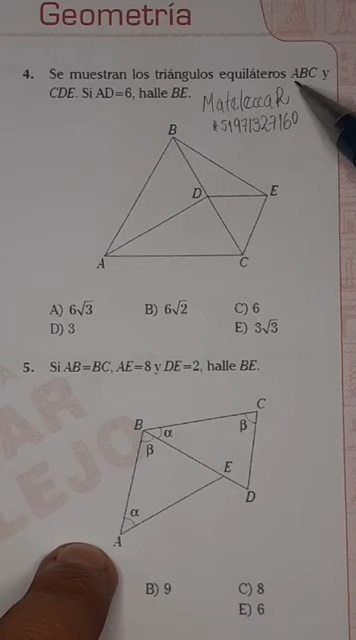 Geometría
4. Se muestran los triángulos equiláteros ABC y
CDE. Si AD=6, halle BE.
MateleccaR
+51971327160
B
D
E
A
C
A) 6√3 B) 6√2 C) 6
D) 3 E) 3√3
5. Si AB=BC, AE=8 y DE=2, halle BE.
C
B
α
β
β
E
D
α
A
B) 9 C) 8
E) 6